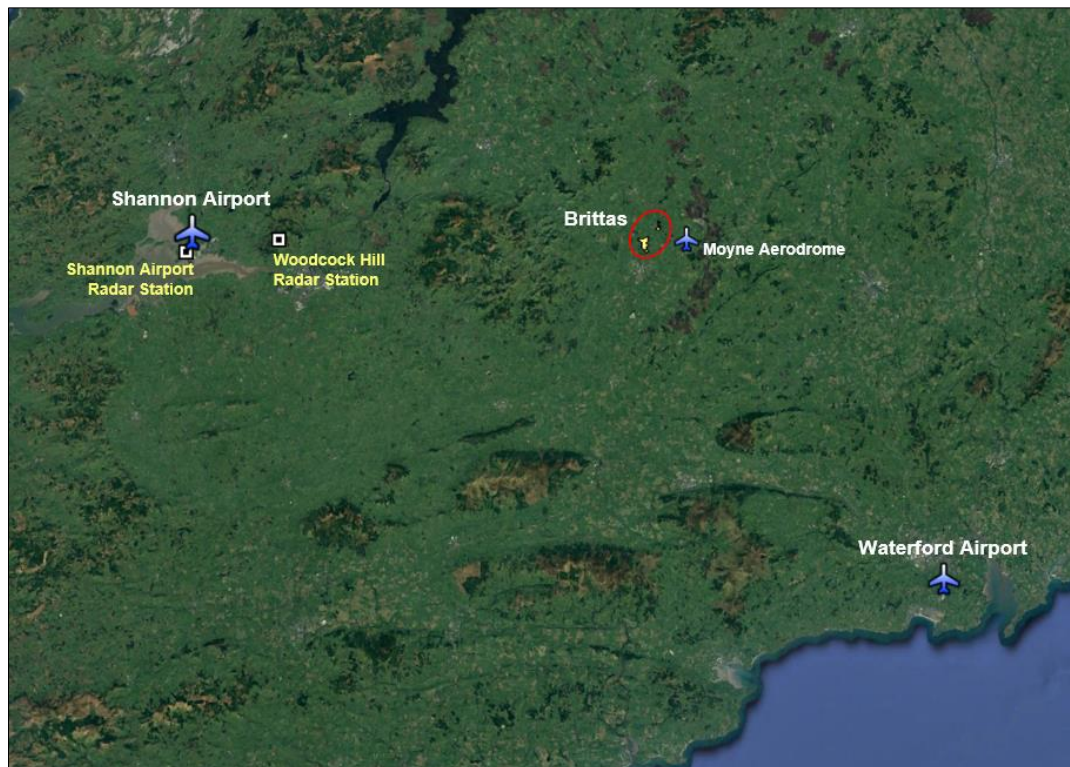 Shannon Airport
Shannon Airport
Radar Station
Woodcock Hill
Radar Station
Brittas
Moyne Aerodrome
Waterford Airport